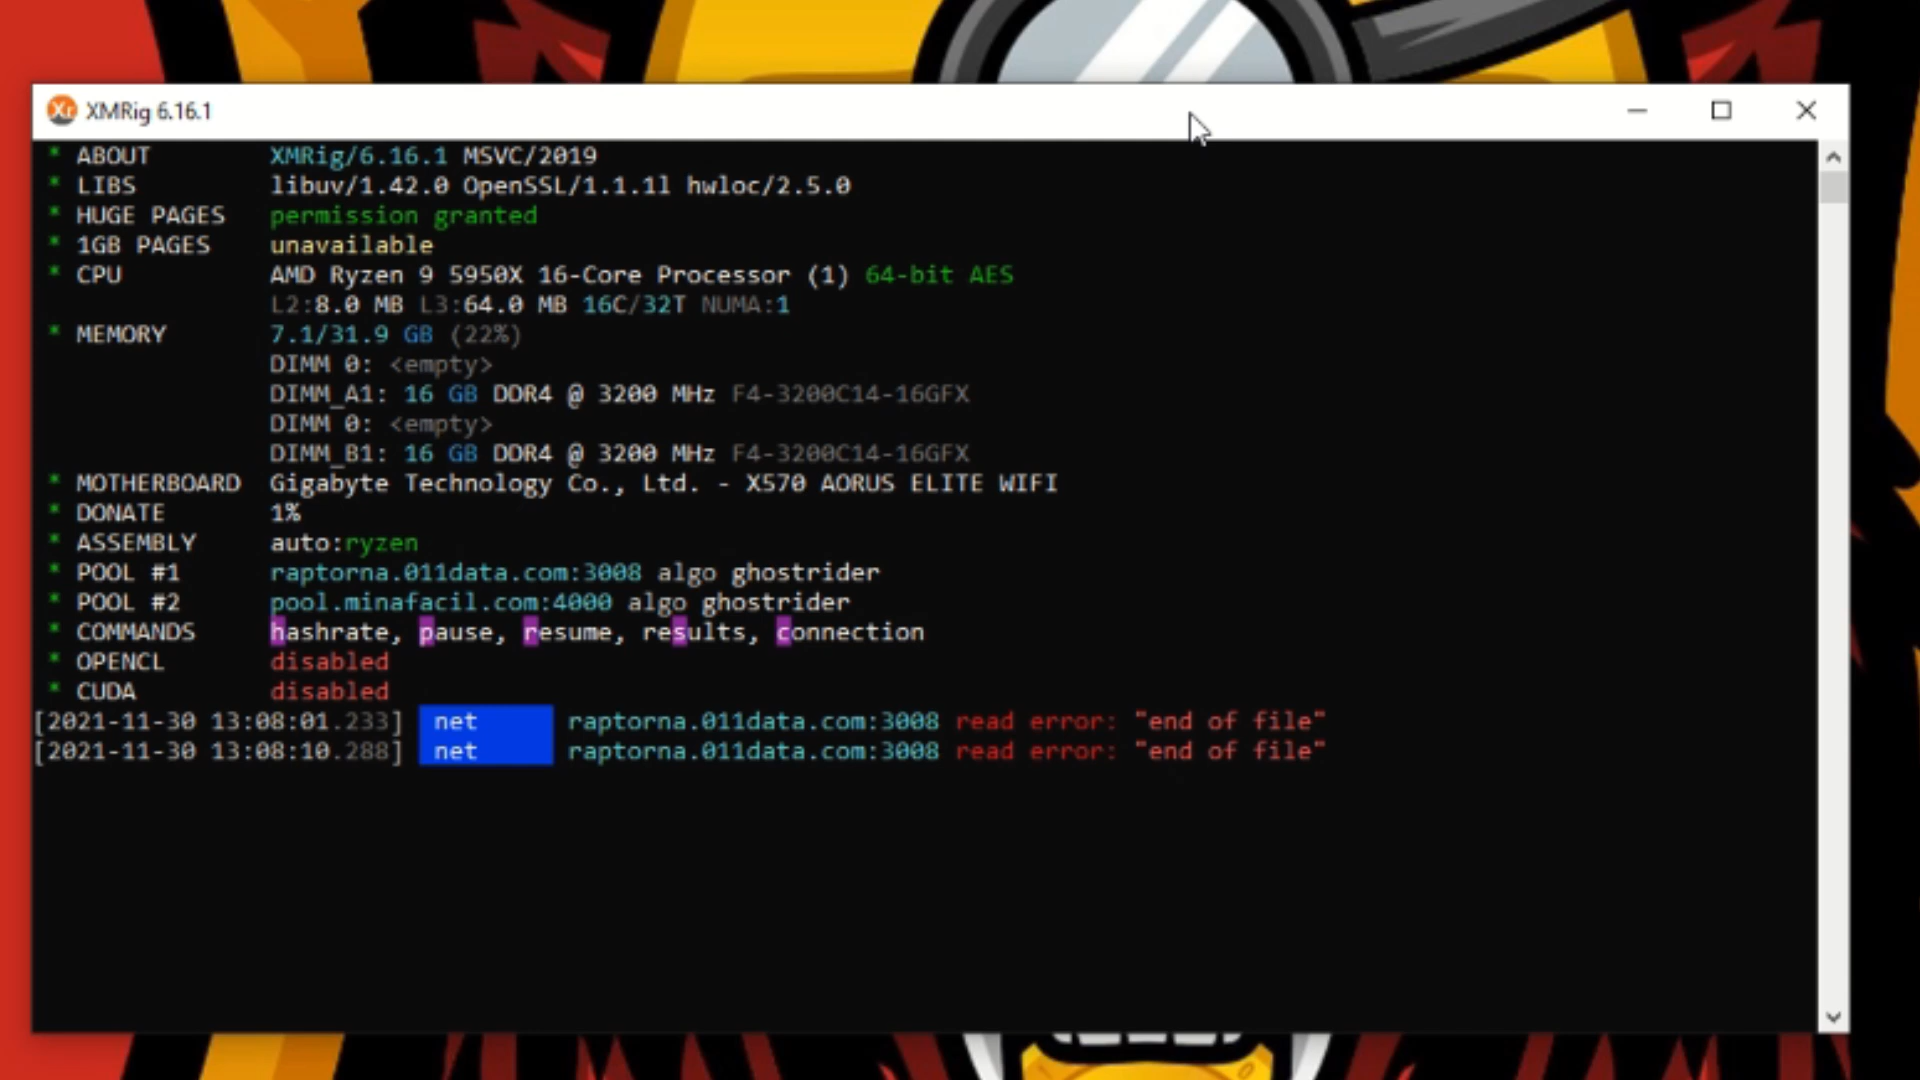 XMRig 6.16.1
* ABOUT XMRig/6.16.1 MSVC/2019
* LIBS libuv/1.42.0 OpenSSL/1.1.1l hwloc/2.5.0
* HUGE PAGES permission granted
* 1GB PAGES unavailable
* CPU AMD Ryzen 9 5950X 16-Core Processor (1) 64-bit AES
L2:8.0 MB L3:64.0 MB 16C/32T NUMA:1
* MEMORY 7.1/31.9 GB (22%)
DIMM 0: <empty>
DIMM_A1: 16 GB DDR4 @ 3200 MHz F4-3200C14-16GFX
DIMM 0: <empty>
DIMM_B1: 16 GB DDR4 @ 3200 MHz F4-3200C14-16GFX
* MOTHERBOARD Gigabyte Technology Co., Ltd. - X570 AORUS ELITE WIFI
* DONATE 1%
* ASSEMBLY auto:ryzen
* POOL #1 raptorna.011data.com:3008 algo ghostrider
* POOL #2 pool.minafacil.com:4000 algo ghostrider
* COMMANDS hashrate, pause, resume, results, connection
* OPENCL disabled
* CUDA disabled
[2021-11-30 13:08:01.233] net raptorna.011data.com:3008 read error: "end of file"
[2021-11-30 13:08:10.288] net raptorna.011data.com:3008 read error: "end of file"